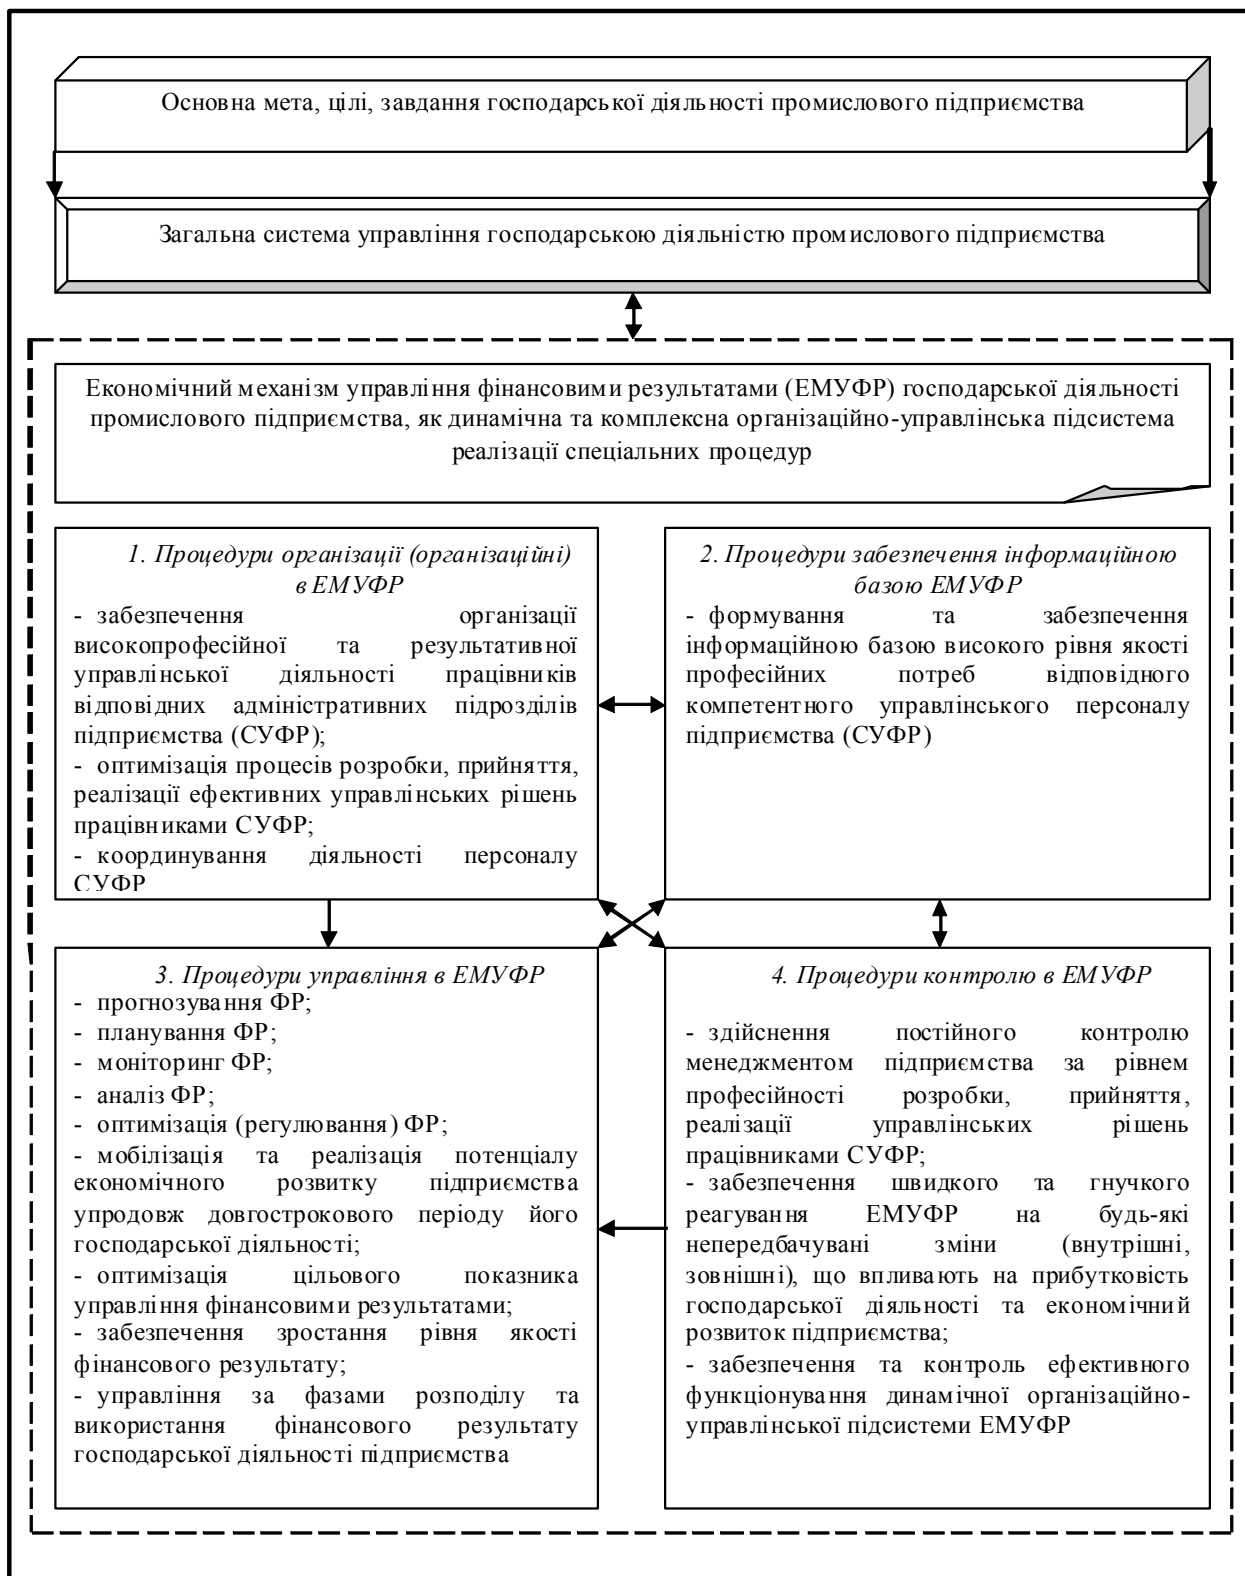 Основна мета, цілі, завдання господарської діяльності промислового підприємства
Загальна система управління господарською діяльністю промислового підприємства
Економічний механізм управління фінансовими результатами (ЕМУФР) господарської діяльності
промислового підприємства, як динамічна та комплексна організаційно-управлінська підсистема
реалізації спеціальних процедур
1. Процедури організації (організаційні)
в ЕМУФР
- забезпечення організації
високопрофесійної та результативної
управлінської діяльності працівників
відповідних адміністративних підрозділів
підприємства (СУФР);
- оптимізація процесів розробки, прийняття,
реалізації ефективних управлінських рішень
працівниками СУФР;
- координування діяльності персоналу
СУФР
2. Процедури забезпечення інформаційною
базою ЕМУФР
- формування та забезпечення
інформаційною базою високого рівня якості
професійних потреб відповідного
компетентного управлінського персоналу
підприємства (СУФР)
3. Процедури управління в ЕМУФР
- прогнозування ФР;
- планування ФР;
- моніторинг ФР;
- аналіз ФР;
- оптимізація (регулювання) ФР;
- мобілізація та реалізація потенціалу
економічного розвитку підприємства
упродовж довгострокового періоду його
господарської діяльності;
- оптимізація цільового показника
управління фінансовими результатами;
- забезпечення зростання рівня якості
фінансового результату;
- управління за фазами розподілу та
використання фінансового результату
господарської діяльності підприємства
4. Процедури контролю в ЕМУФР
- здійснення постійного контролю
менеджментом підприємства за рівнем
професійності розробки, прийняття,
реалізації управлінських рішень
працівниками СУФР;
- забезпечення швидкого та гнучкого
реагування ЕМУФР на будь-які
непередбачувані зміни (внутрішні,
зовнішні), що впливають на прибутковість
господарської діяльності та економічний
розвиток підприємства;
- забезпечення та контроль ефективного
функціонування динамічної організаційно-
управлінської підсистеми ЕМУФР